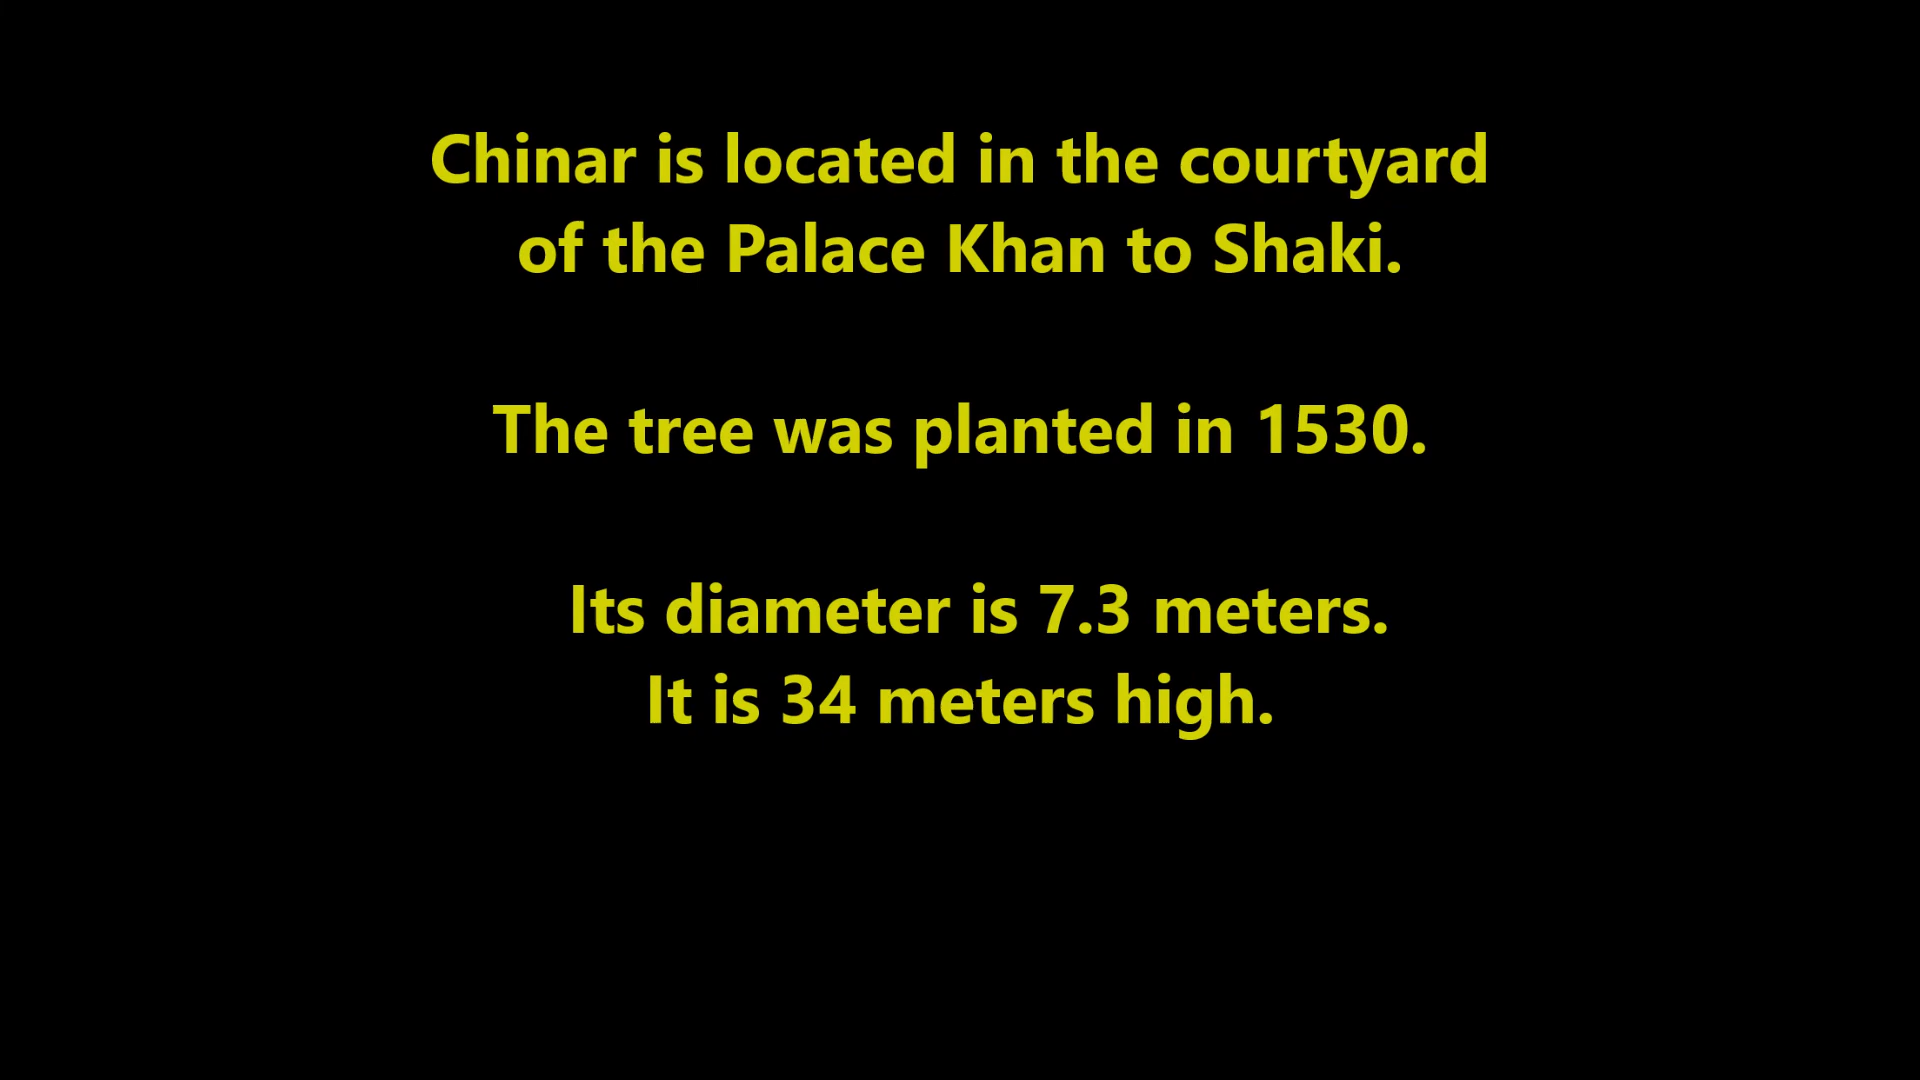 Chinar is located in the courtyard
of the Palace Khan to Shaki.
The tree was planted in 1530.
Its diameter is 7.3 meters.
It is 34 meters high.